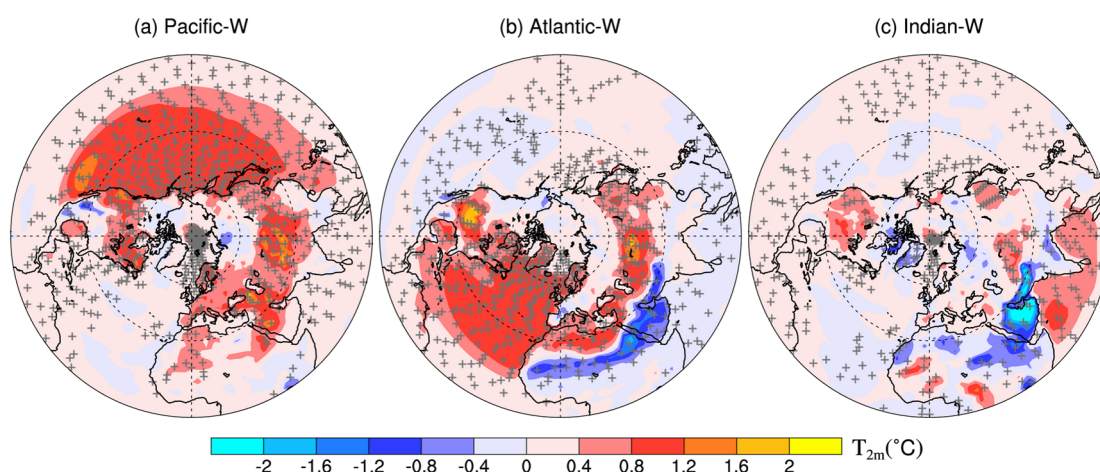 (a) Pacific-W (b) Atlantic-W (c) Indian-W
-2 -1.6 -1.2 -0.8 -0.4 0 0.4 0.8 1.2 1.6 2 T₂ₘ(°C)